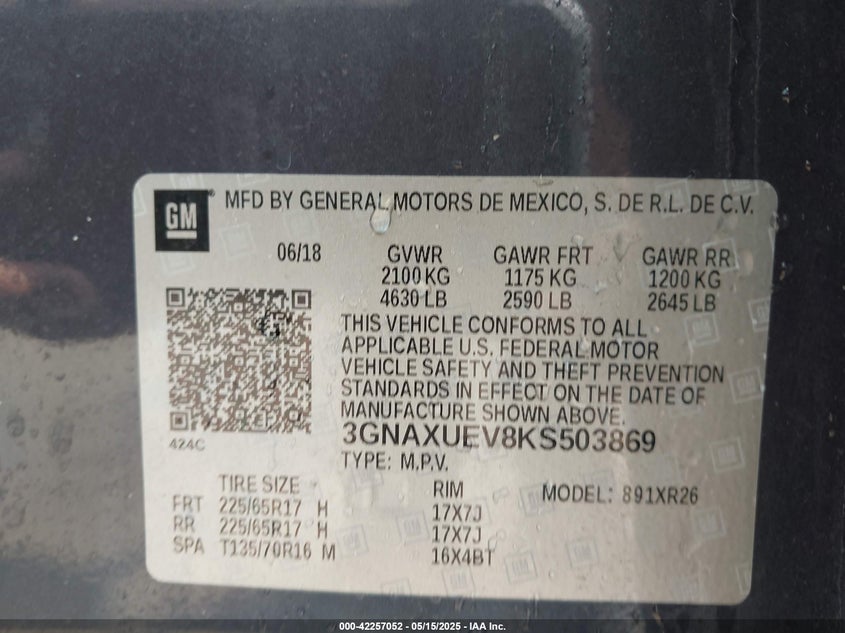 GM
MFD BY GENERAL MOTORS DE MEXICO, S. DE R.L. DE C.V.
06/18 GVWR GAWR FRT GAWR RR
2100 KG 1175 KG 1200 KG
4630 LB 2590 LB 2645 LB
THIS VEHICLE CONFORMS TO ALL
APPLICABLE U.S. FEDERAL MOTOR
VEHICLE SAFETY AND THEFT PREVENTION
STANDARDS IN EFFECT ON THE DATE OF
MANUFACTURE SHOWN ABOVE.
424C
3GNAXUEV8KS503869
TYPE: M.P.V.
TIRE SIZE RIM MODEL: 891XR26
FRT 225/65R17 H 17X7J
RR 225/65R17 H 17X7J
SPA T135/70R16 M 16X4BT
000-42257052 - 05/15/2025 - IAA Inc.